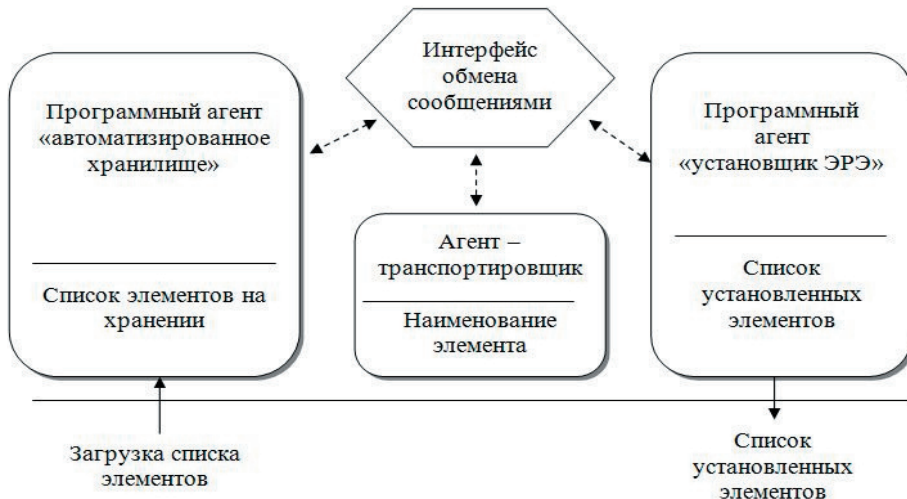 Интерфейс
обмена
сообщениями
Программный агент
«автоматизированное
хранилище»
Список элементов на
хранении
Агент –
транспортировщик
Наименование
элемента
Программный
агент
«установщик ЭРЭ»
Список
установленных
элементов
Загрузка списка
элементов
Список
установленных
элементов